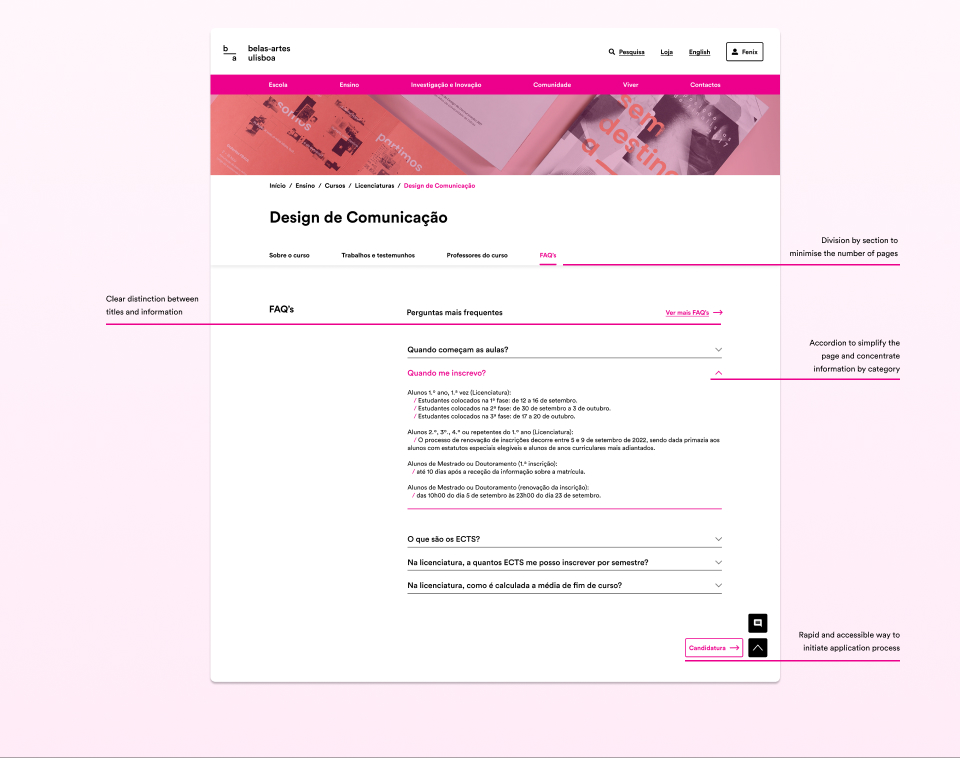 b
a
belas-artes
ulisboa
Pesquisa
Loja
English
Fenix
Escola
Ensino
Investigação e Inovação
Comunidade
Viver
Contactos
somos
partimos
sem
destino
a
Início / Ensino / Cursos / Licenciaturas / Design de Comunicação
Design de Comunicação
Sobre o curso
Trabalhos e testemunhos
Professores do curso
FAQ's
Division by section to
minimise the number of pages
Clear distinction between
titles and information
FAQ's
Perguntas mais frequentes
Ver mais FAQ's
Accordion to simplify the
page and concentrate
information by category
Quando começam as aulas?
Quando me inscrevo?
Alunos 1.º ano, 1.ª vez (Licenciatura):
/ Estudantes colocados na 1ª fase: de 12 a 16 de setembro.
/ Estudantes colocados na 2ª fase: de 30 de setembro a 3 de outubro.
/ Estudantes colocados na 3ª fase: de 17 a 20 de outubro.
Alunos 2.º, 3º., 4.º ou repetentes do 1.º ano (Licenciatura):
/ O processo de renovação de inscrições decorre entre 5 e 9 de setembro de 2022, sendo dada primazia aos
alunos com estatutos especiais elegíveis e alunos de anos curriculares mais adiantados.
Alunos de Mestrado ou Doutoramento (1.ª inscrição):
/ até 10 dias após a receção da informação sobre a matrícula.
Alunos de Mestrado ou Doutoramento (renovação da inscrição):
/ das 10h00 do dia 5 de setembro às 23h00 do dia 23 de setembro.
O que são os ECTS?
Na licenciatura, a quantos ECTS me posso inscrever por semestre?
Na licenciatura, como é calculada a média de fim de curso?
Rapid and accessible way to
initiate application process
Candidatura